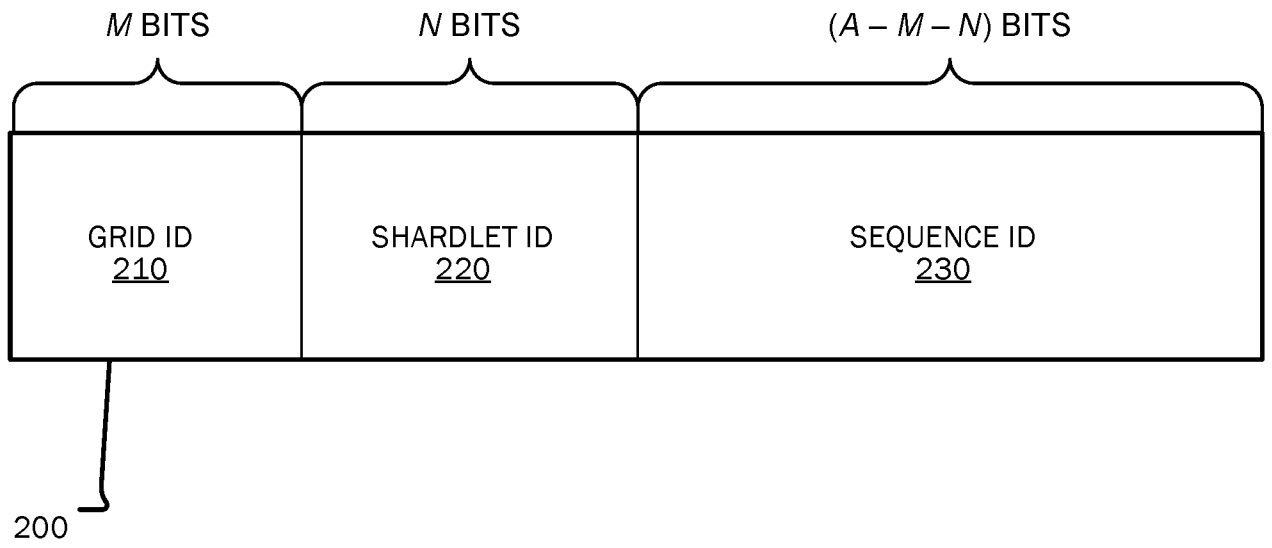 M BITS N BITS (A – M – N) BITS
GRID ID SHARDLET ID SEQUENCE ID
210 220 230
200